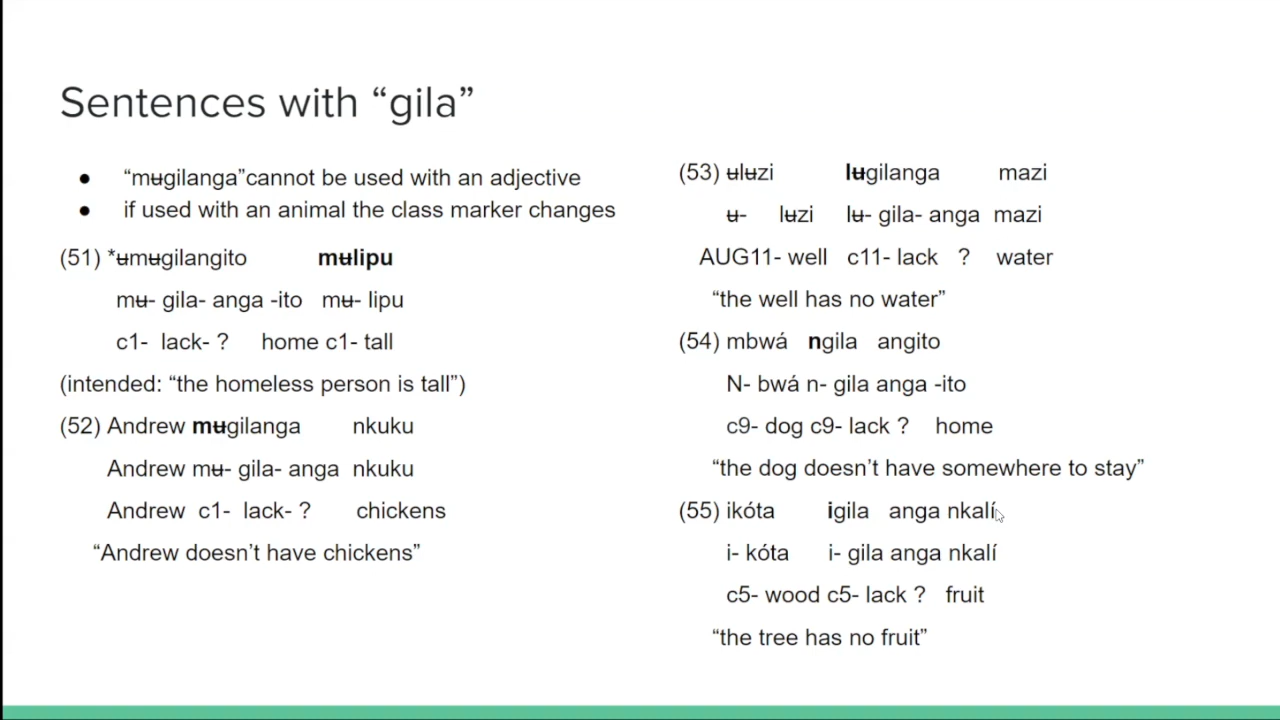 Sentences with “gila”
● “mʉgilanga”cannot be used with an adjective
● if used with an animal the class marker changes
(51) *ʉmʉgilangito mʉlipu
mʉ- gila- anga -ito mʉ- lipu
c1- lack- ? home c1- tall
(intended: “the homeless person is tall”)
(52) Andrew mʉgilanga nkuku
Andrew mʉ- gila- anga nkuku
Andrew c1- lack- ? chickens
“Andrew doesn’t have chickens”
(53) ʉlʉzi lʉgilanga mazi
ʉ- lʉzi lʉ- gila- anga mazi
AUG11- well c11- lack ? water
“the well has no water”
(54) mbwá ngila angito
N- bwá n- gila anga -ito
c9- dog c9- lack ? home
“the dog doesn’t have somewhere to stay”
(55) ikóta igila anga nkalí
i- kóta i- gila anga nkalí
c5- wood c5- lack ? fruit
“the tree has no fruit”